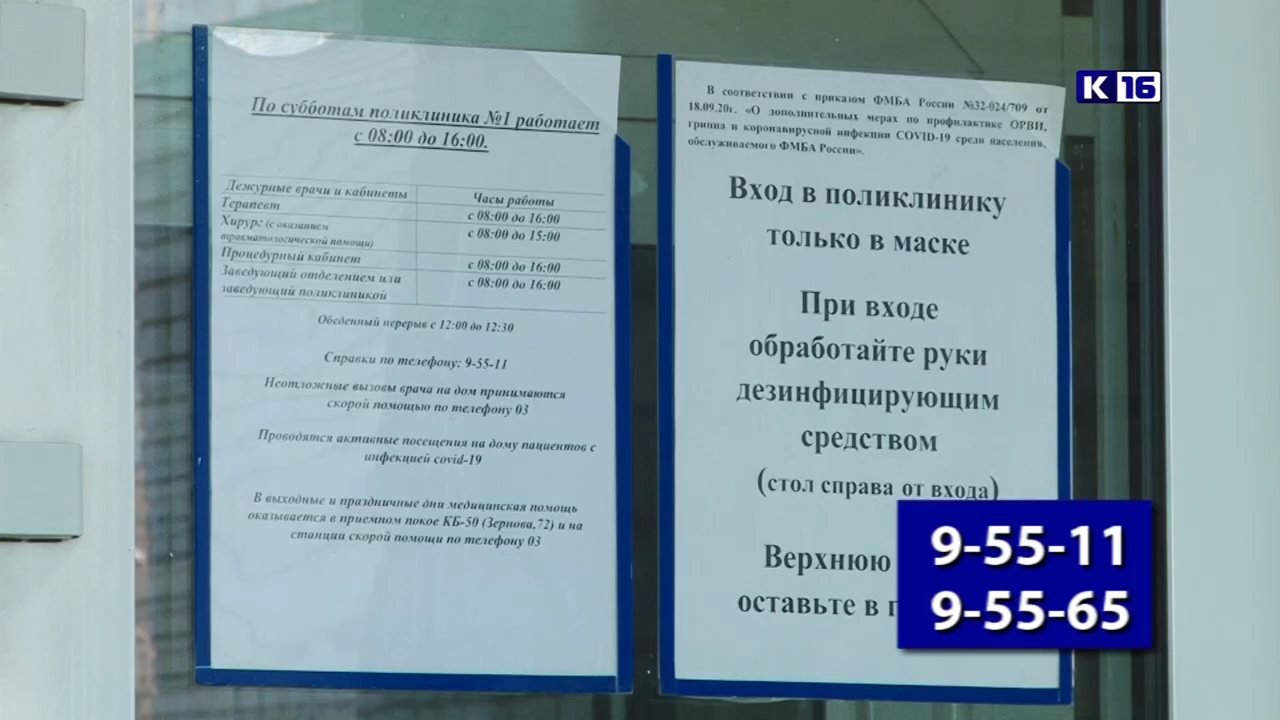 По субботам поликлиника №1 работает
с 08:00 до 16:00.
Дежурные врачи и кабинеты Часы работы
Терапевт с 08:00 до 16:00
Хирург (с оказанием с 08:00 до 15:00
травматологической помощи)
Процедурный кабинет с 08:00 до 16:00
Заведующий отделением или с 08:00 до 16:00
заведующий поликлиникой
Обеденный перерыв с 12:00 до 12:30
Справки по телефону: 9-55-11
Неотложные вызовы врача на дом принимаются
скорой помощью по телефону 03
Проводятся активные посещения на дому пациентов с
инфекцией covid-19
В выходные и праздничные дни медицинская помощь
оказывается в приемном покое КБ-50 (Зернова,72) и на
станции скорой помощи по телефону 03
В соответствии с приказом ФМБА России №32-024/709 от
18.09.20г. «О дополнительных мерах по профилактике ОРВИ,
гриппа и коронавирусной инфекции COVID-19 среди населения,
обслуживаемого ФМБА России».
Вход в поликлинику
только в маске
При входе
обработайте руки
дезинфицирующим
средством
(стол справа от входа)
Верхнюю
оставьте в
К 16
9-55-11
9-55-65